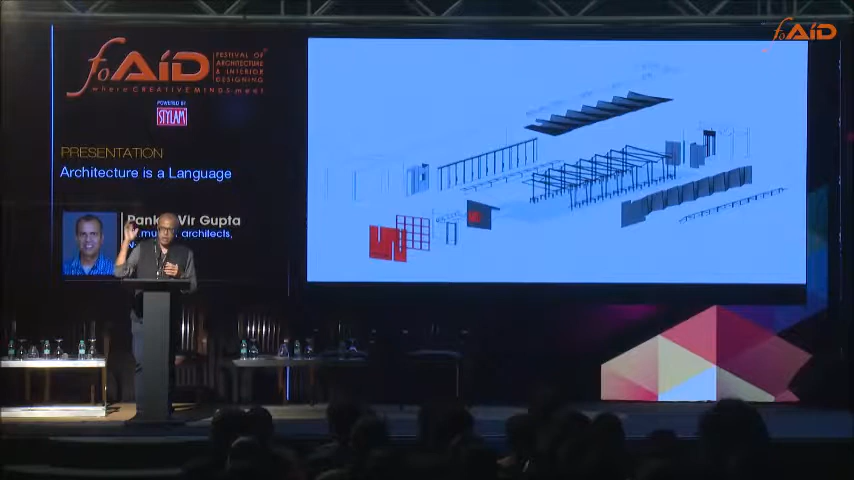 foAiD
FESTIVAL OF
ARCHITECTURE
& INTERIOR
DESIGNING
where CREATIVE MINDS meet
POWERED BY
STYLAM
PRESENTATION
Architecture is a Language
Vir Gupta
architects,
foAiD